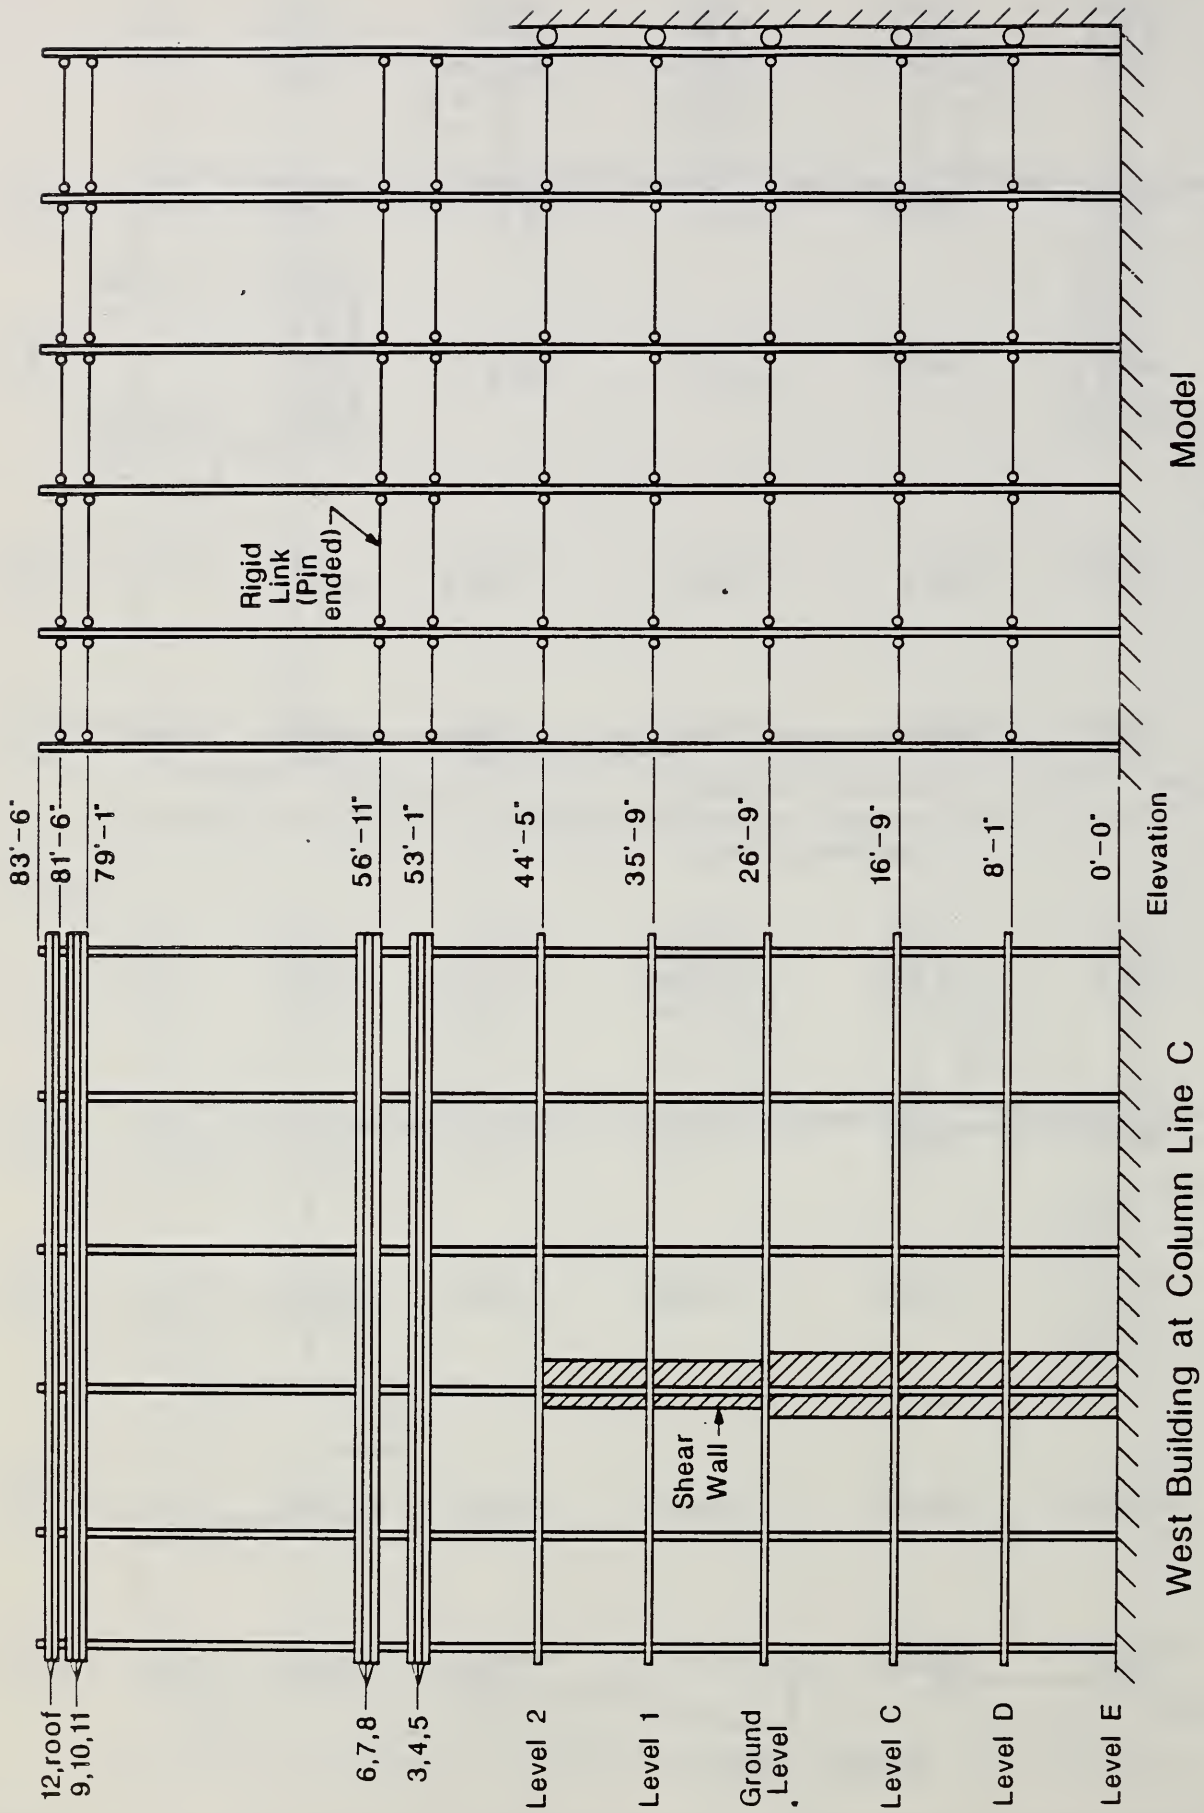 12,roof
9,10,11
6,7,8
3,4,5
Level 2
Level 1
Ground
Level
Level C
Level D
Level E
Shear
Wall
West Building at Column Line C
83'-6"
81'-6"
79'-1"
56'-11"
53'-1"
44'-5"
35'-9"
26'-9"
16'-9"
8'-1"
0'-0"
Elevation
Rigid
Link
(Pin
ended)
Model